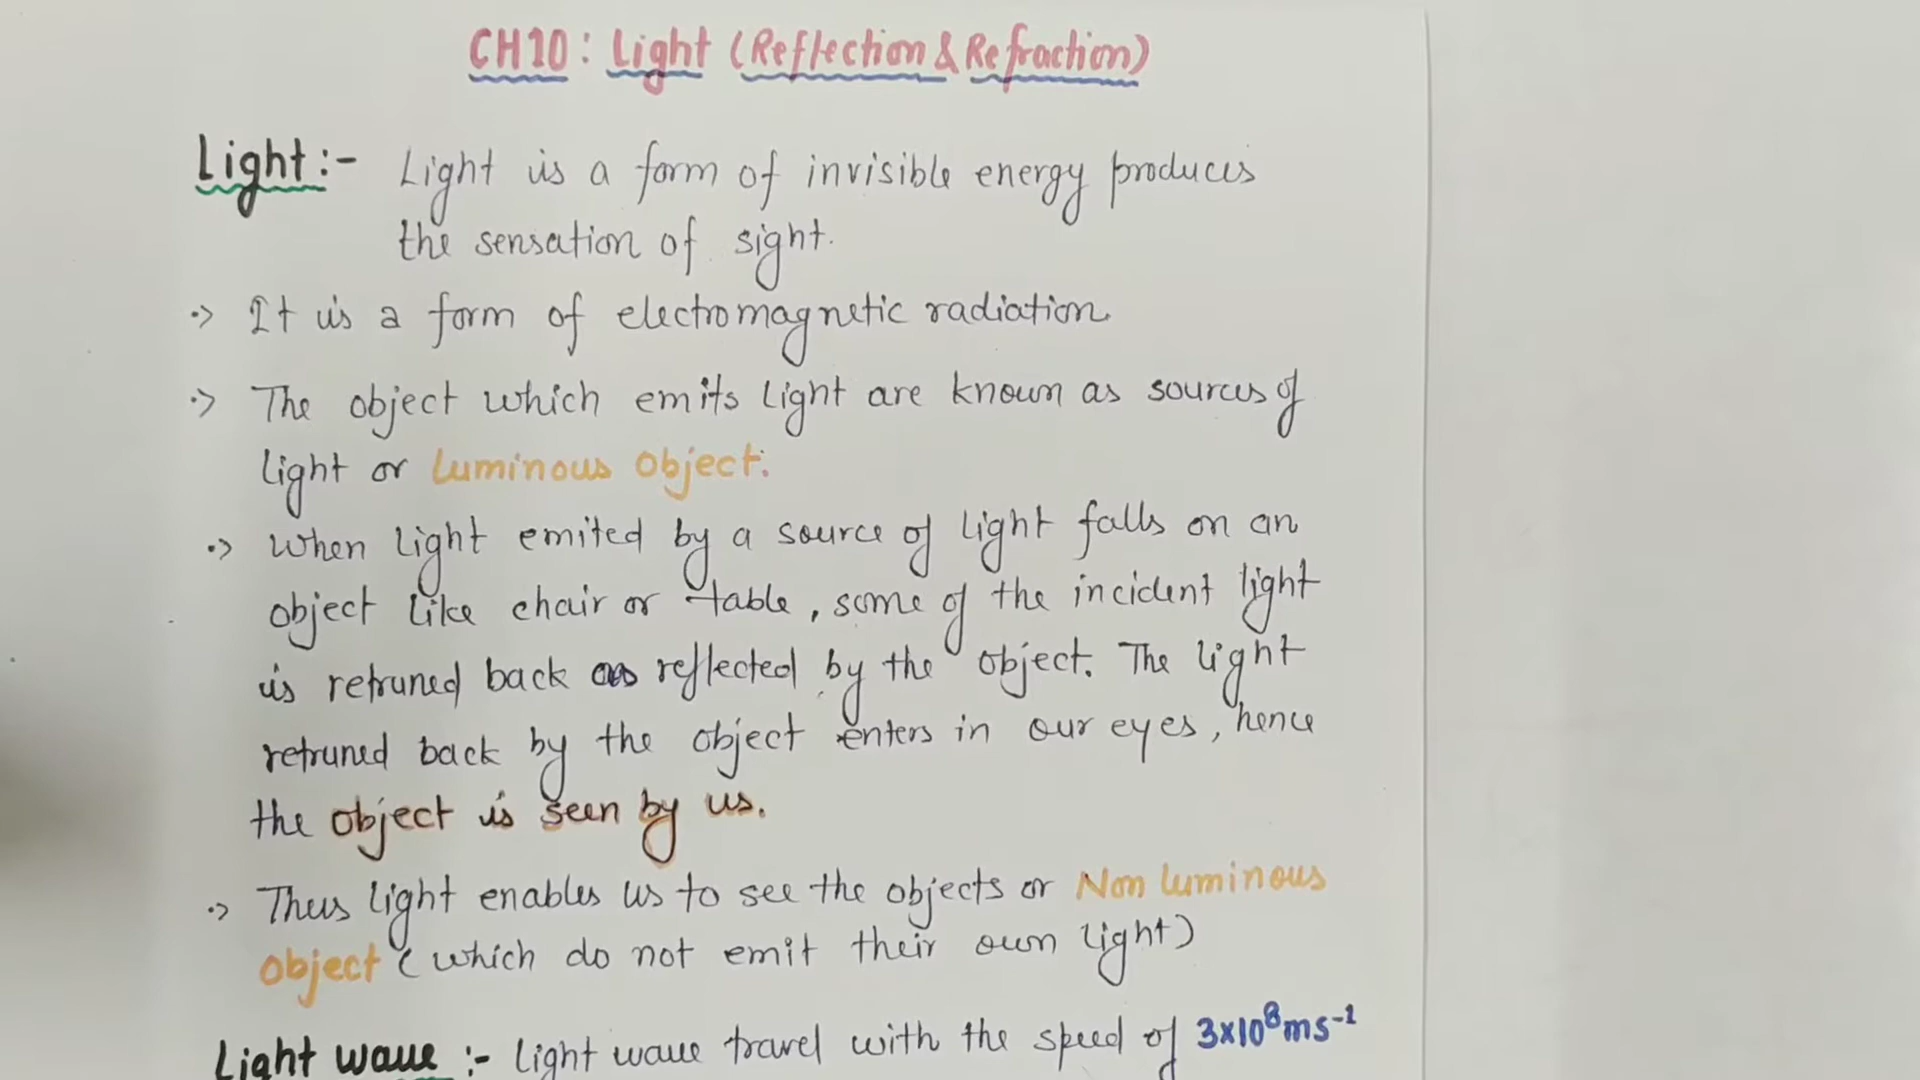 CH10: Light (Reflection & Refraction)
Light:- Light is a form of invisible energy produces
the sensation of sight.
·> It is a form of electromagnetic radiation
·> The object which emits light are known as sources of
light or Luminous Object.
·> When light emited by a source of light falls on an
object like chair or table, some of the incident light
is retruned back as reflected by the object. The light
retruned back by the object enters in our eyes, hence
the object is seen by us.
·> Thus light enables us to see the objects or Non luminous
object (which do not emit their own light)
Light wave :- Light wave travel with the speed of 3x10⁸ms⁻¹